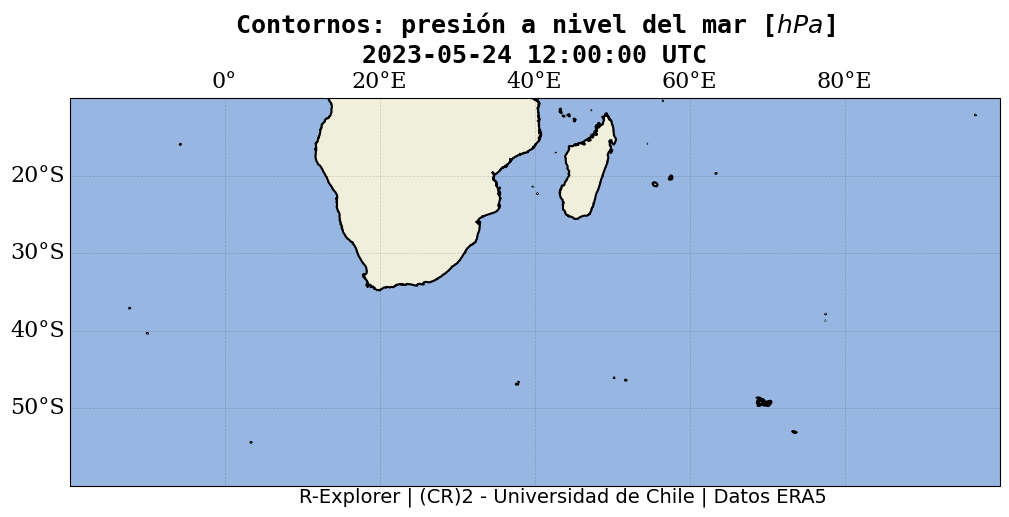 Contornos: presión a nivel del mar [hPa]
2023-05-24 12:00:00 UTC
0° 20°E 40°E 60°E 80°E
20°S
30°S
40°S
50°S
R-Explorer | (CR)2 - Universidad de Chile | Datos ERA5